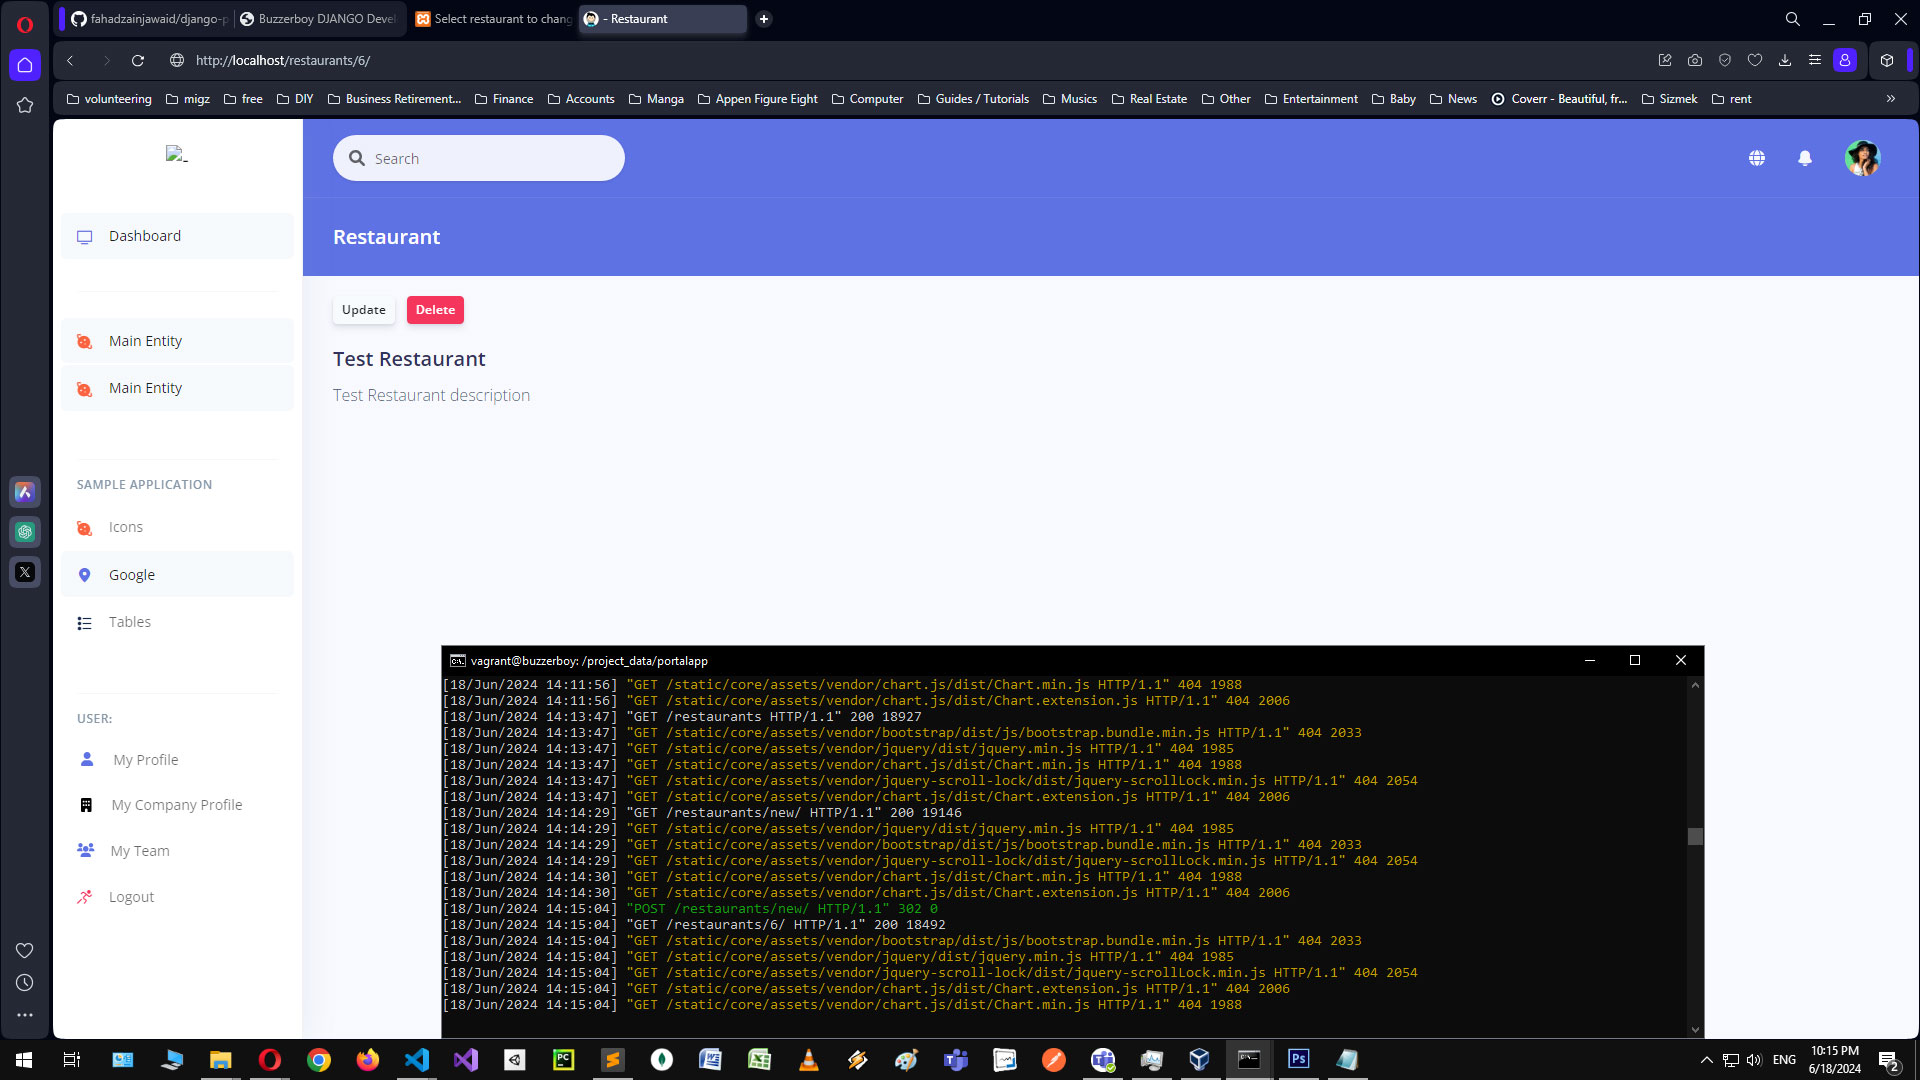 fahadzainjawaid/django-p
Buzzerboy DJANGO Devel
Select restaurant to chang
- Restaurant
http://localhost/restaurants/6/
volunteering
migz
free
DIY
Business Retirement...
Finance
Accounts
Manga
Appen Figure Eight
Computer
Guides / Tutorials
Musics
Real Estate
Other
Entertainment
Baby
News
Coverr - Beautiful, fr...
Sizmek
rent
Search
Restaurant
Dashboard
Main Entity
Main Entity
SAMPLE APPLICATION
Icons
Google
Tables
USER:
My Profile
My Company Profile
My Team
Logout
Update
Delete
Test Restaurant
Test Restaurant description
vagrant@buzzerboy: /project_data/portalapp
[18/Jun/2024 14:11:56] "GET /static/core/assets/vendor/chart.js/dist/Chart.min.js HTTP/1.1" 404 1988
[18/Jun/2024 14:11:56] "GET /static/core/assets/vendor/chart.js/dist/Chart.extension.js HTTP/1.1" 404 2006
[18/Jun/2024 14:13:47] "GET /restaurants HTTP/1.1" 200 18927
[18/Jun/2024 14:13:47] "GET /static/core/assets/vendor/bootstrap/dist/js/bootstrap.bundle.min.js HTTP/1.1" 404 2033
[18/Jun/2024 14:13:47] "GET /static/core/assets/vendor/jquery/dist/jquery.min.js HTTP/1.1" 404 1985
[18/Jun/2024 14:13:47] "GET /static/core/assets/vendor/chart.js/dist/Chart.min.js HTTP/1.1" 404 1988
[18/Jun/2024 14:13:47] "GET /static/core/assets/vendor/jquery-scroll-lock/dist/jquery-scrollLock.min.js HTTP/1.1" 404 2054
[18/Jun/2024 14:13:47] "GET /static/core/assets/vendor/chart.js/dist/Chart.extension.js HTTP/1.1" 404 2006
[18/Jun/2024 14:14:29] "GET /restaurants/new/ HTTP/1.1" 200 19146
[18/Jun/2024 14:14:29] "GET /static/core/assets/vendor/jquery/dist/jquery.min.js HTTP/1.1" 404 1985
[18/Jun/2024 14:14:29] "GET /static/core/assets/vendor/bootstrap/dist/js/bootstrap.bundle.min.js HTTP/1.1" 404 2033
[18/Jun/2024 14:14:29] "GET /static/core/assets/vendor/jquery-scroll-lock/dist/jquery-scrollLock.min.js HTTP/1.1" 404 2054
[18/Jun/2024 14:14:30] "GET /static/core/assets/vendor/chart.js/dist/Chart.min.js HTTP/1.1" 404 1988
[18/Jun/2024 14:14:30] "GET /static/core/assets/vendor/chart.js/dist/Chart.extension.js HTTP/1.1" 404 2006
[18/Jun/2024 14:15:04] "POST /restaurants/new/ HTTP/1.1" 302 0
[18/Jun/2024 14:15:04] "GET /restaurants/6/ HTTP/1.1" 200 18492
[18/Jun/2024 14:15:04] "GET /static/core/assets/vendor/bootstrap/dist/js/bootstrap.bundle.min.js HTTP/1.1" 404 2033
[18/Jun/2024 14:15:04] "GET /static/core/assets/vendor/jquery/dist/jquery.min.js HTTP/1.1" 404 1985
[18/Jun/2024 14:15:04] "GET /static/core/assets/vendor/jquery-scroll-lock/dist/jquery-scrollLock.min.js HTTP/1.1" 404 2054
[18/Jun/2024 14:15:04] "GET /static/core/assets/vendor/chart.js/dist/Chart.extension.js HTTP/1.1" 404 2006
[18/Jun/2024 14:15:04] "GET /static/core/assets/vendor/chart.js/dist/Chart.min.js HTTP/1.1" 404 1988
ENG
10:15 PM
6/18/2024
2